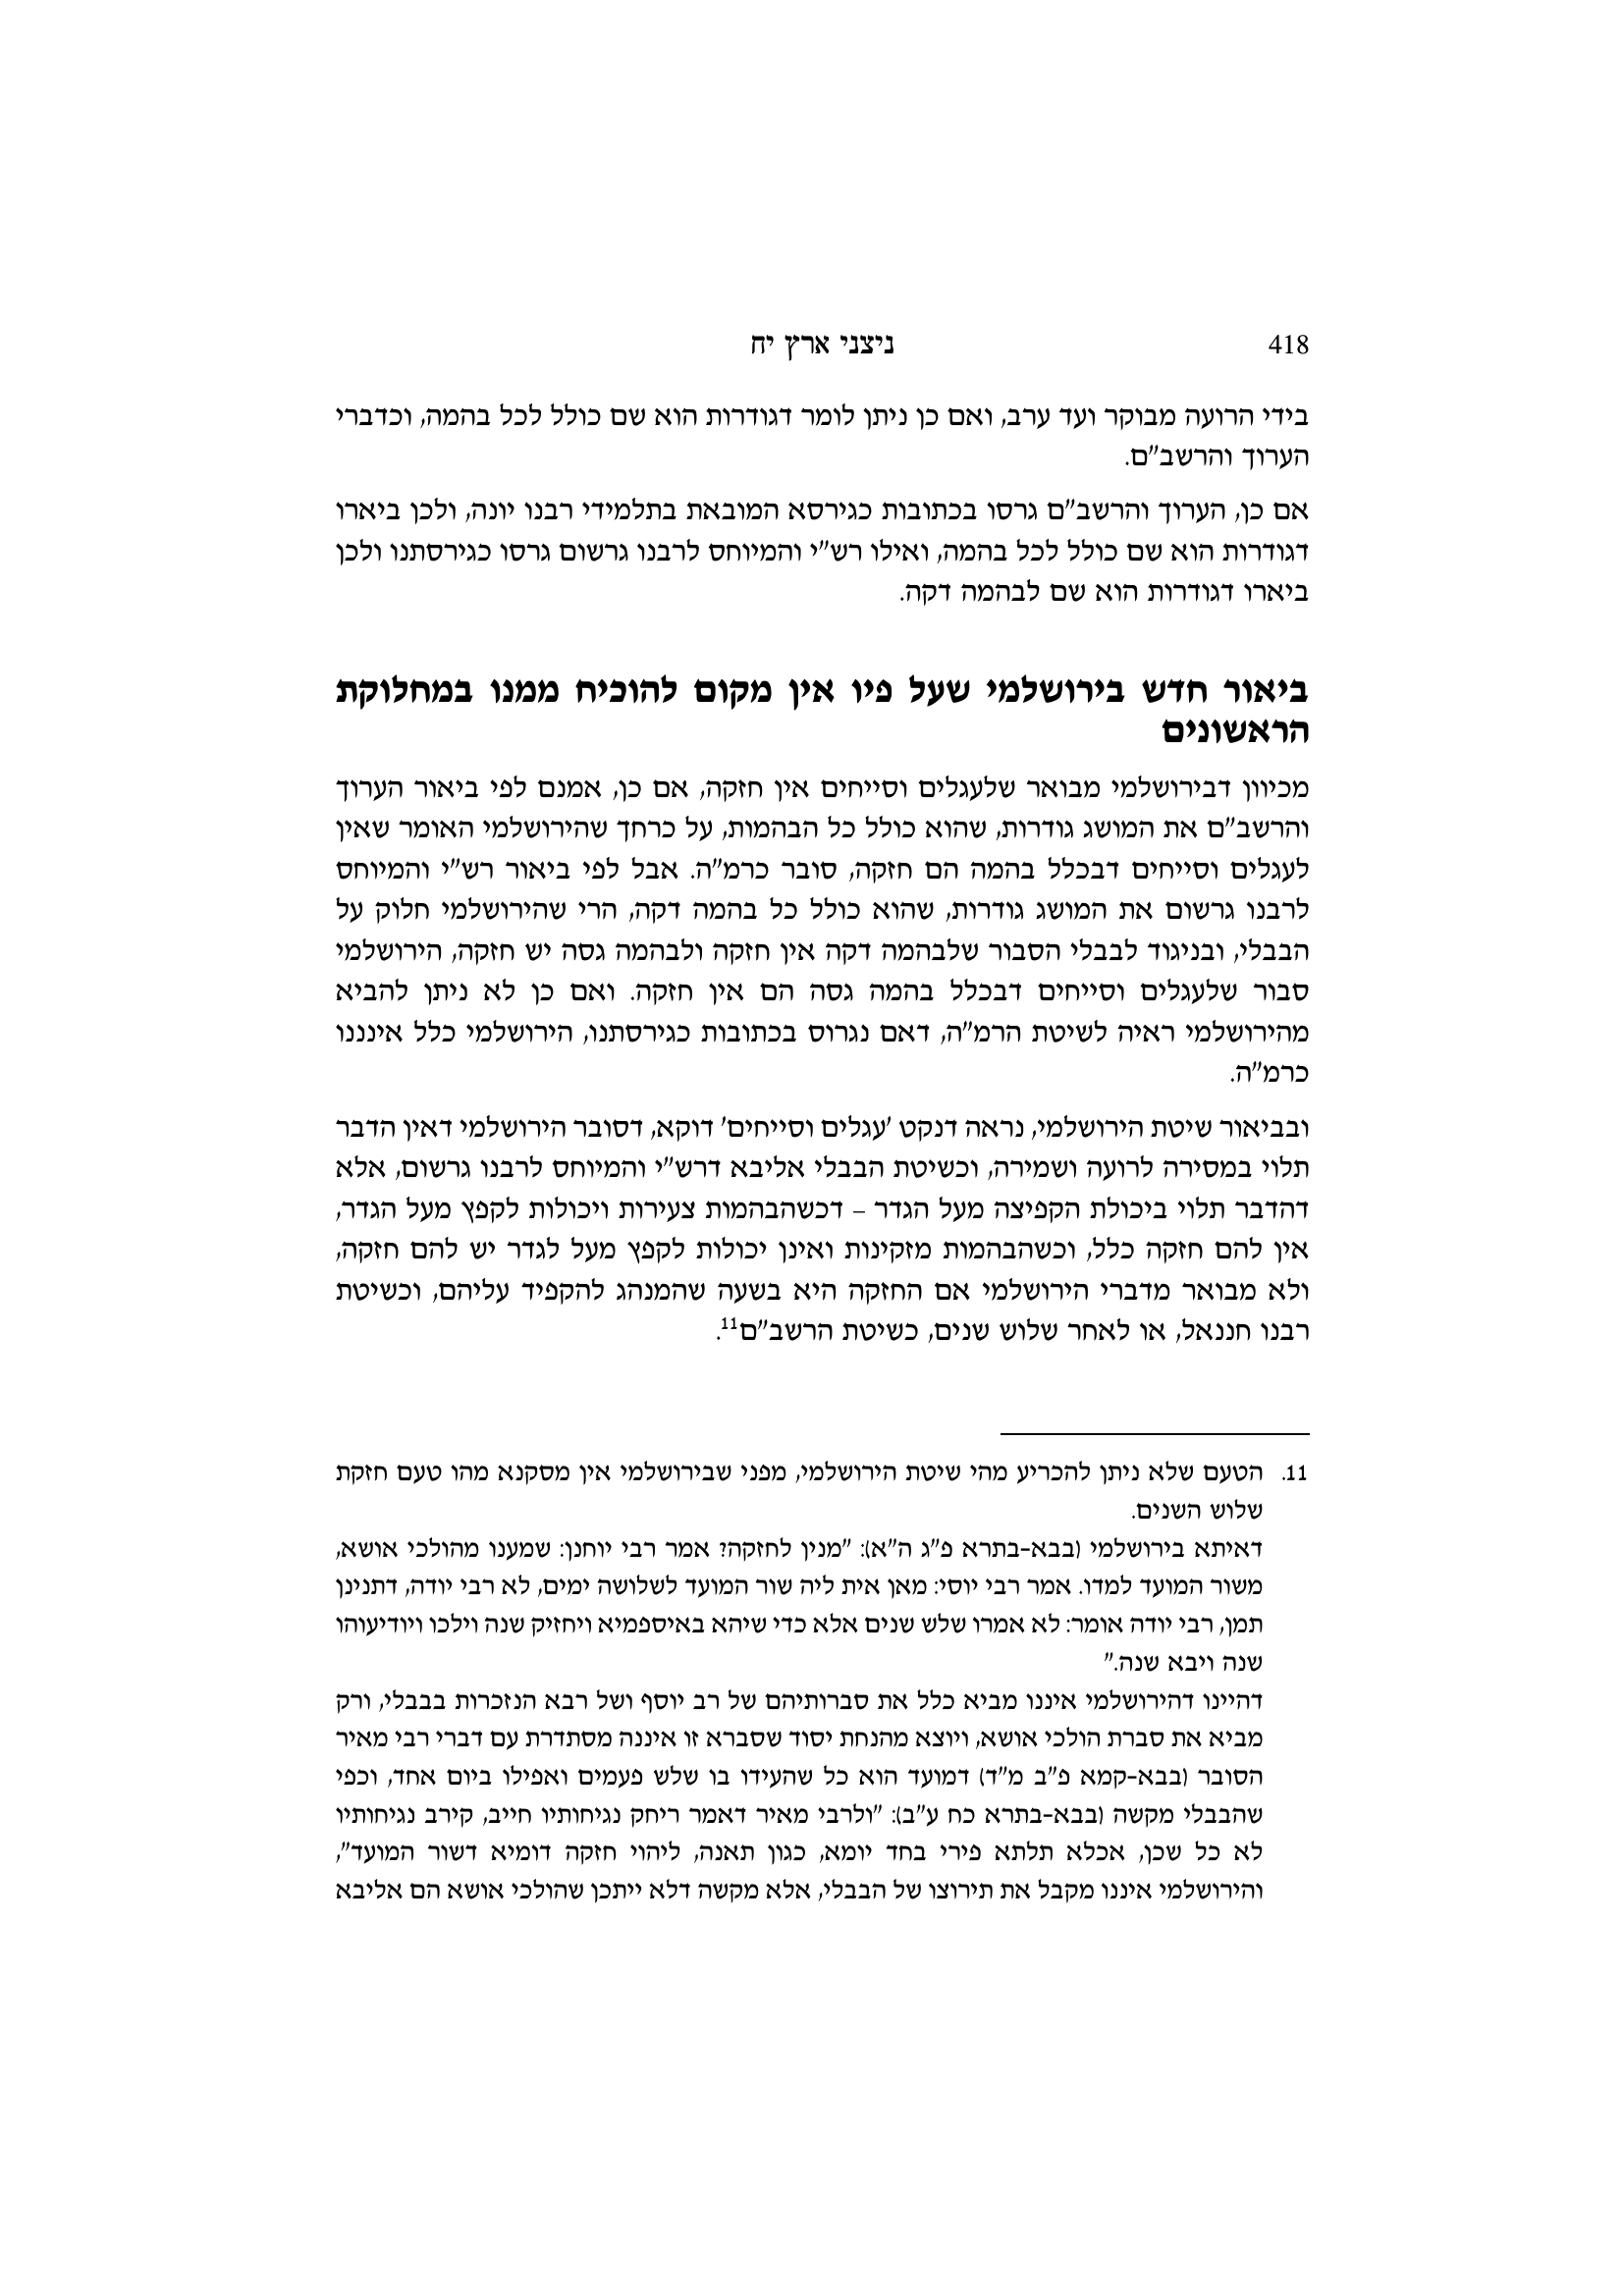 418
ניצני ארץ יח
בידי הרועה מבוקר ועד ערב, ואם כן ניתן לומר דגודרות הוא שם כולל לכל בהמה, וכדברי
הערוך והרשב"ם.
אם כן, הערוך והרשב"ם גרסו בכתובות כגירסא המובאת בתלמידי רבנו יונה, ולכן ביארו
דגודרות הוא שם כולל לכל בהמה, ואילו רש"י והמיוחס לרבנו גרשום גרסו כגירסתנו ולכן
ביארו דגודרות הוא שם לבהמה דקה.
ביאור חדש בירושלמי שעל פיו אין מקום להוכיח ממנו במחלוקת
הראשונים
מכיוון דבירושלמי מבואר שלעגלים וסייחים אין חזקה, אם כן, אמנם לפי ביאור הערוך
והרשב"ם את המושג גודרות, שהוא כולל כל הבהמות, על כרחך שהירושלמי האומר שאין
לעגלים וסייחים דבכלל בהמה הם חזקה, סובר כרמ"ה. אבל לפי ביאור רש"י והמיוחס
לרבנו גרשום את המושג גודרות, שהוא כולל כל בהמה דקה, הרי שהירושלמי חלוק על
הבבלי, ובניגוד לבבלי הסבור שלבהמה דקה אין חזקה ולבהמה גסה יש חזקה, הירושלמי
סבור שלעגלים וסייחים דבכלל בהמה גסה הם אין חזקה. ואם כן לא ניתן להביא
מהירושלמי ראיה לשיטת הרמ"ה, דאם נגרוס בכתובות כגירסתנו, הירושלמי כלל אינננו
כרמ"ה.
ובביאור שיטת הירושלמי, נראה דנקט 'עגלים וסייחים' דוקא, דסובר הירושלמי דאין הדבר
תלוי במסירה לרועה ושמירה, וכשיטת הבבלי אליבא דרש"י והמיוחס לרבנו גרשום, אלא
דהדבר תלוי ביכולת הקפיצה מעל הגדר – דכשהבהמות צעירות ויכולות לקפץ מעל הגדר,
אין להם חזקה כלל, וכשהבהמות מזקינות ואינן יכולות לקפץ מעל לגדר יש להם חזקה,
ולא מבואר מדברי הירושלמי אם החזקה היא בשעה שהמנהג להקפיד עליהם, וכשיטת
רבנו חננאל, או לאחר שלוש שנים, כשיטת הרשב"ם11.
11. הטעם שלא ניתן להכריע מהי שיטת הירושלמי, מפני שבירושלמי אין מסקנא מהו טעם חזקת
שלוש השנים.
דאיתא בירושלמי (בבא-בתרא פ"ג ה"א): "מנין לחזקה? אמר רבי יוחנן: שמענו מהולכי אושא,
משור המועד למדו. אמר רבי יוסי: מאן אית ליה שור המועד לשלושה ימים, לא רבי יודה, דתנינן
תמן, רבי יודה אומר: לא אמרו שלש שנים אלא כדי שיהא באיספמיא ויחזיק שנה וילכו ויודיעוהו
שנה ויבא שנה."
דהיינו דהירושלמי איננו מביא כלל את סברותיהם של רב יוסף ושל רבא הנזכרות בבבלי, ורק
מביא את סברת הולכי אושא, ויוצא מהנחת יסוד שסברא זו איננה מסתדרת עם דברי רבי מאיר
הסובר (בבא-קמא פ"ב מ"ד) דמועד הוא כל שהעידו בו שלש פעמים ואפילו ביום אחד, וכפי
שהבבלי מקשה (בבא-בתרא כח ע"ב): "ולרבי מאיר דאמר ריחק נגיחותיו חייב, קירב נגיחותיו
לא כל שכן, אכלא תלתא פירי בחד יומא, כגון תאנה, ליהוי חזקה דומיא דשור המועד",
והירושלמי איננו מקבל את תירוצו של הבבלי, אלא מקשה דלא ייתכן שהולכי אושא הם אליבא